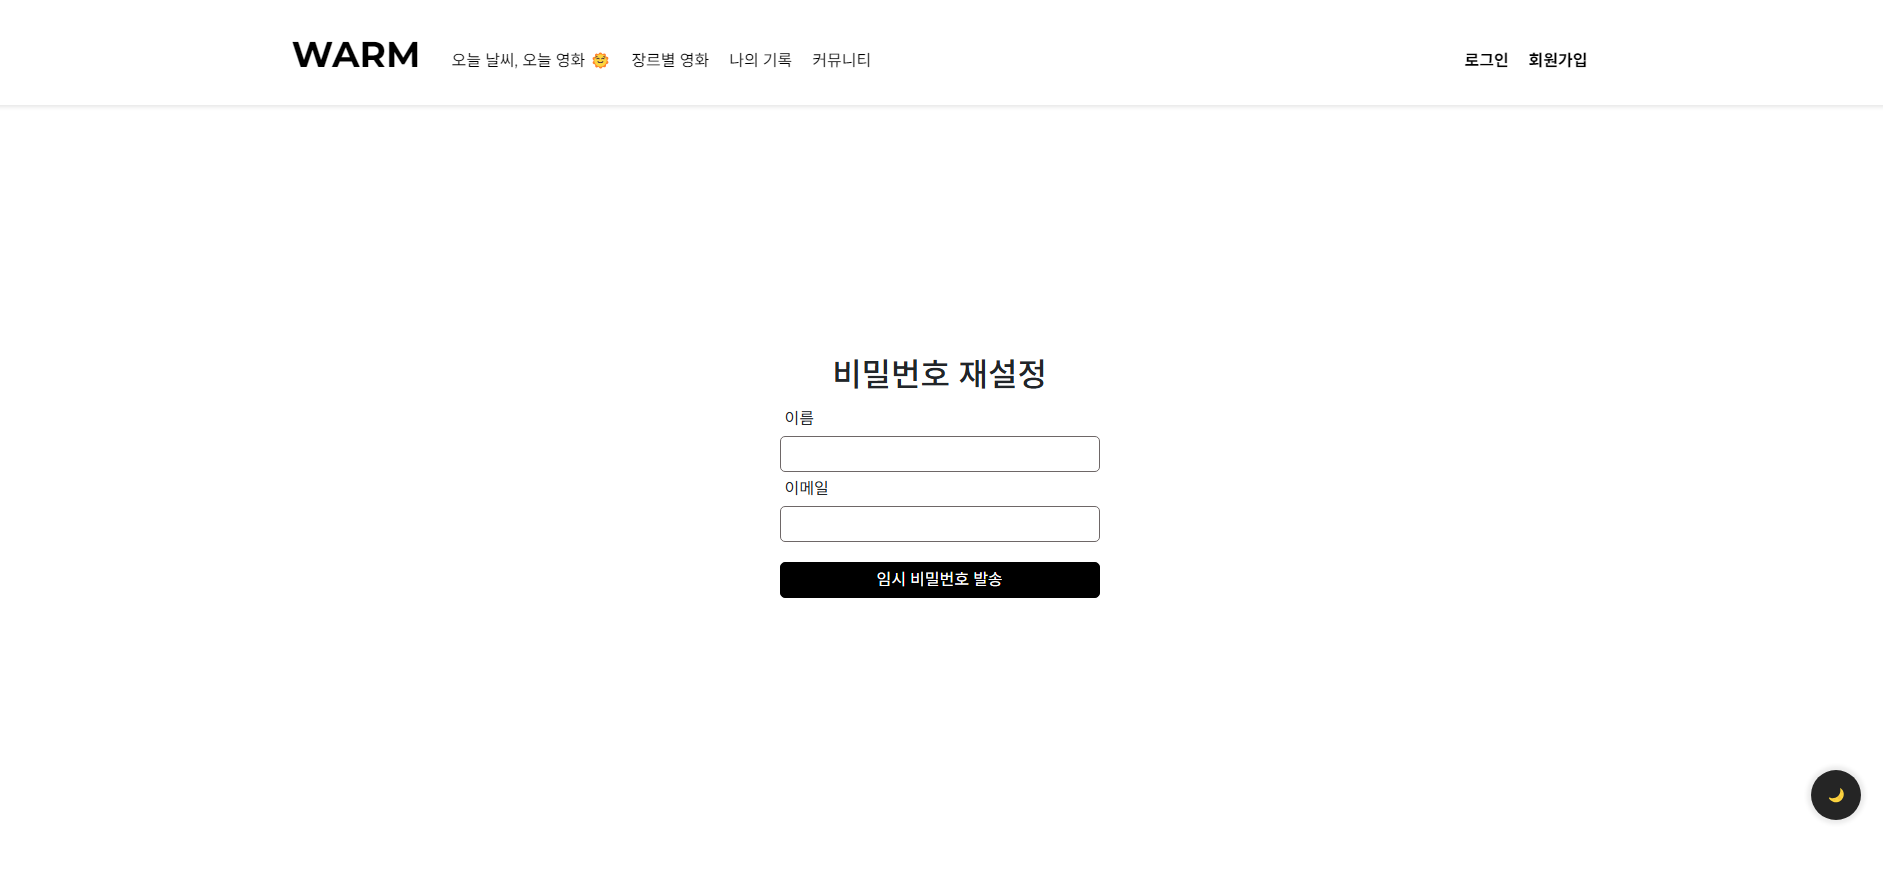 WARM
오늘 날씨, 오늘 영화 🌞 장르별 영화 나의 기록 커뮤니티
로그인 회원가입
비밀번호 재설정
이름
이메일
임시 비밀번호 발송